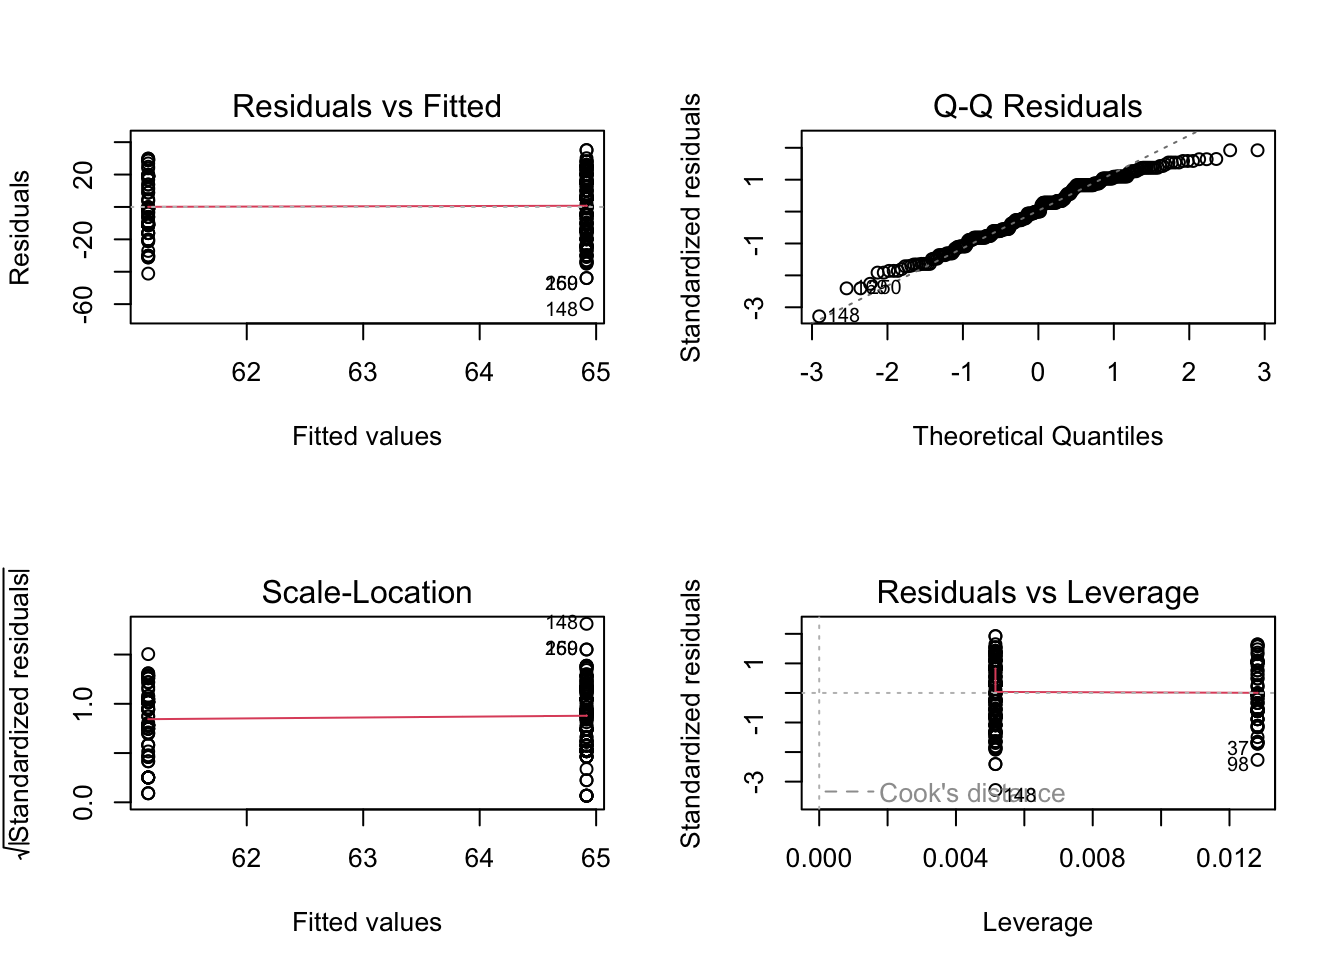 Residuals vs Fitted
Residuals
20
-20
-60
148
62 63 64 65
Fitted values
Q-Q Residuals
Standardized residuals
1
-1
-3
148
-3 -2 -1 0 1 2 3
Theoretical Quantiles
Scale-Location
√|Standardized residuals|
1.0
0.0
148
62 63 64 65
Fitted values
Residuals vs Leverage
Standardized residuals
1
-1
-3
37
98
Cook's distance
148
0.000 0.004 0.008 0.012
Leverage